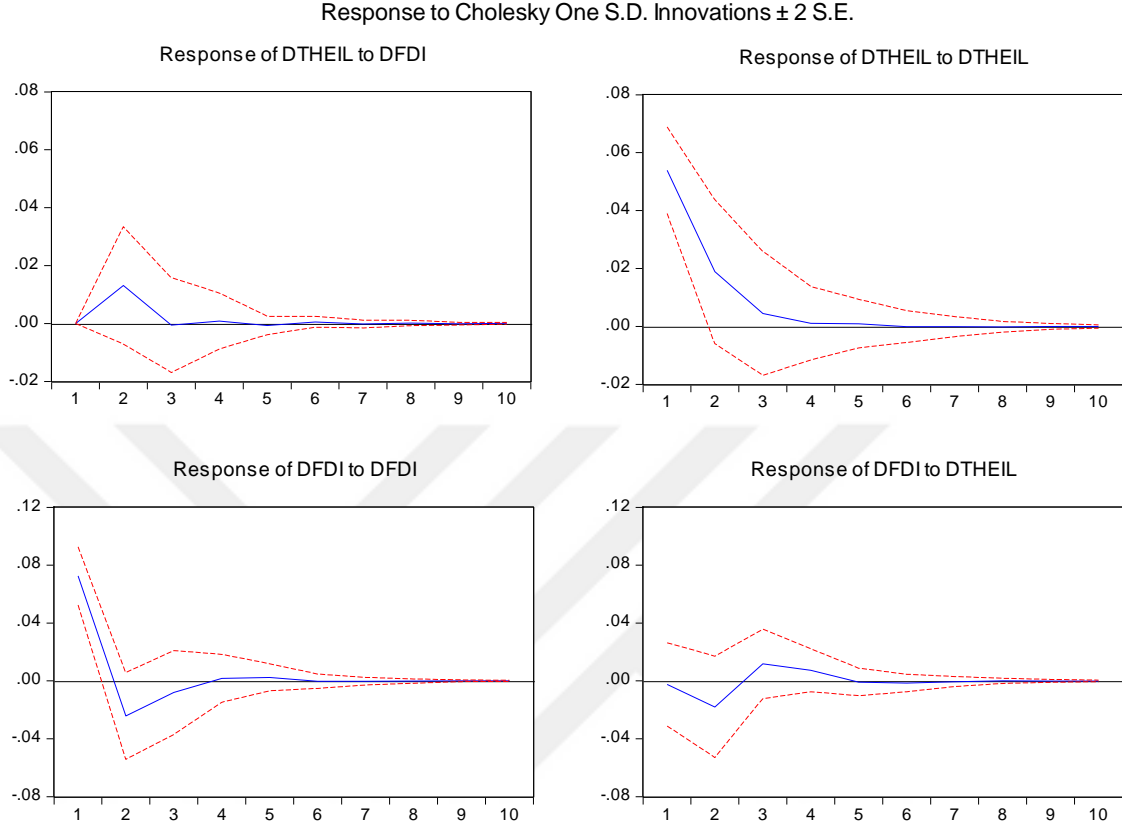 Response to Cholesky One S.D. Innovations ± 2 S.E.
Response of DTHEIL to DFDI
.08
.06
.04
.02
.00
-.02
1 2 3 4 5 6 7 8 9 10
Response of DTHEIL to DTHEIL
.08
.06
.04
.02
.00
-.02
1 2 3 4 5 6 7 8 9 10
Response of DFDI to DFDI
.12
.08
.04
.00
-.04
-.08
1 2 3 4 5 6 7 8 9 10
Response of DFDI to DTHEIL
.12
.08
.04
.00
-.04
-.08
1 2 3 4 5 6 7 8 9 10